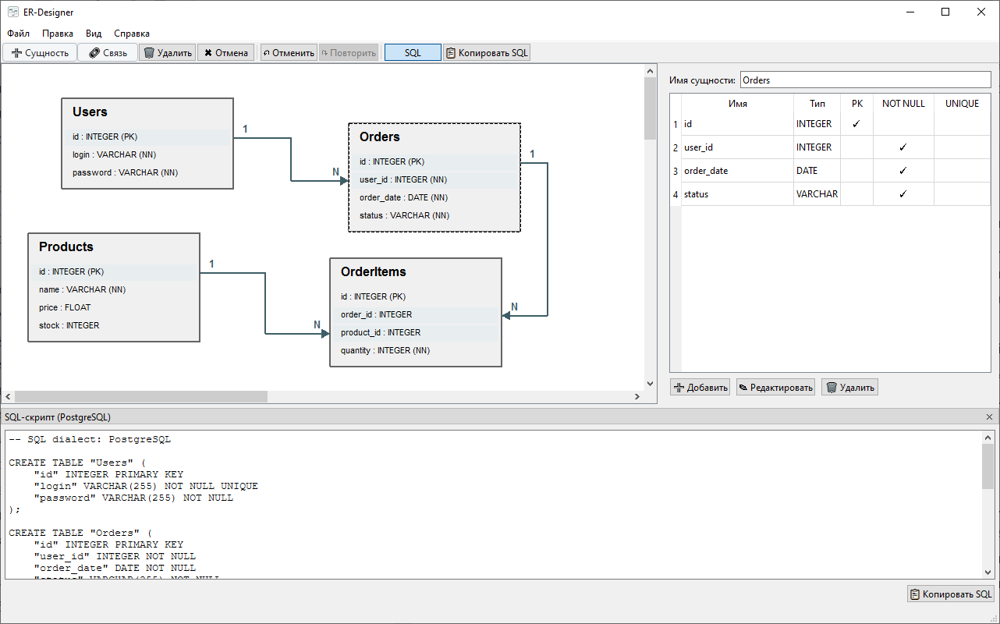 ER-Designer
Файл Правка Вид Справка
Сущность Связь Удалить Отмена Отменить Повторить SQL Копировать SQL
Users
id : INTEGER (PK)
login : VARCHAR (NN)
password : VARCHAR (NN)
1
N
Orders
id : INTEGER (PK)
user_id : INTEGER (NN)
order_date : DATE (NN)
status : VARCHAR (NN)
1
N
Products
id : INTEGER (PK)
name : VARCHAR (NN)
price : FLOAT
stock : INTEGER
1
N
OrderItems
id : INTEGER (PK)
order_id : INTEGER
product_id : INTEGER
quantity : INTEGER (NN)
Имя сущности: Orders
Имя Тип PK NOT NULL UNIQUE
1 id INTEGER ✓
2 user_id INTEGER ✓
3 order_date DATE ✓
4 status VARCHAR ✓
Добавить Редактировать Удалить
SQL-скрипт (PostgreSQL)
-- SQL dialect: PostgreSQL
CREATE TABLE "Users" (
"id" INTEGER PRIMARY KEY
"login" VARCHAR(255) NOT NULL UNIQUE
"password" VARCHAR(255) NOT NULL
);
CREATE TABLE "Orders" (
"id" INTEGER PRIMARY KEY
"user_id" INTEGER NOT NULL
"order_date" DATE NOT NULL
"status" VARCHAR(255) NOT NULL
Копировать SQL